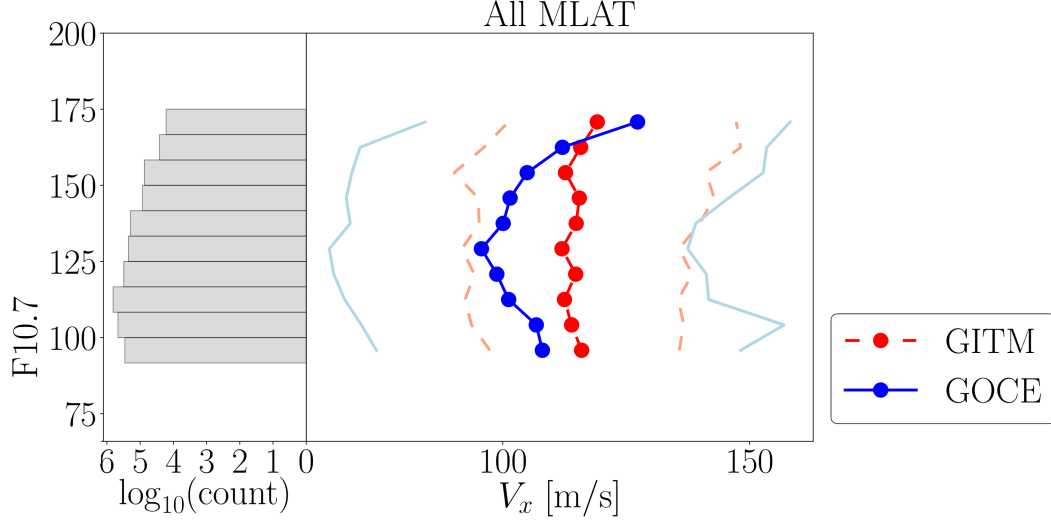 All MLAT
200
175
150
125
100
75
F10.7
6 5 4 3 2 1 0
log₁₀(count)
100 150
Vₓ [m/s]
GITM
GOCE